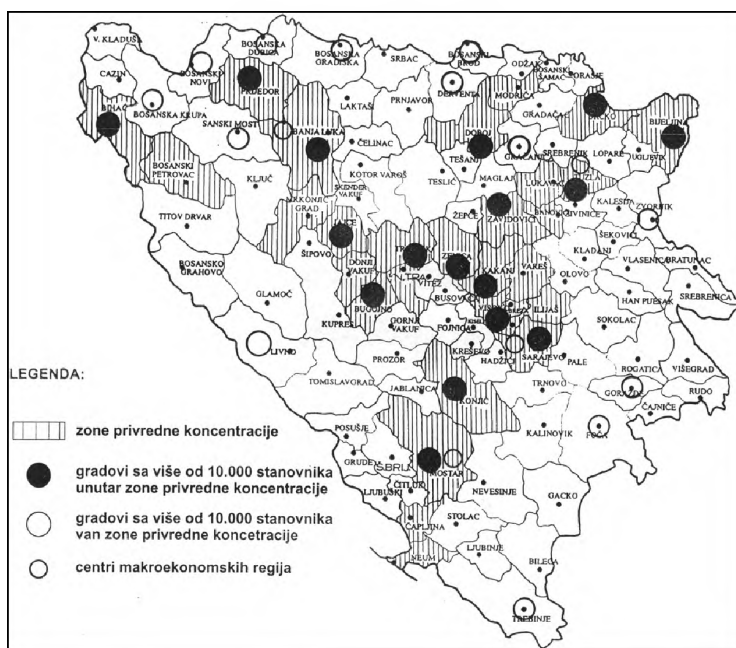 V. KLADUŠA
CAZIN
BIHAĆ
BOSANSKA KRUPA
BOSANSKI NOVI
BOSANSKA DUBICA
PRIJEDOR
SANSKI MOST
BOSANSKI PETROVAC
KLJUČ
BOSANSKA GRADIŠKA
SRBAC
LAKTAŠI
BANJA LUKA
ČELINAC
PRNJAVOR
KOTOR VAROŠ
SKENDER VAKUF
MRKONJIĆ GRAD
BOSANSKI BROD
DERVENTA
ODŽAK
BOSANSKI ŠAMAC
ORAŠJE
MODRIČA
GRADAČAC
BRČKO
BIJELJINA
DOBOJ
GRAČANICA
SREBRENIK
LOPARE
UGLJEVIK
TEŠANJ
TESLIĆ
MAGLAJ
LUKAVAC
TUZLA
BANOVIĆI
ŽIVINICE
KALESIJA
ZVORNIK
ŽEPČE
ZAVIDOVIĆI
TITOV DRVAR
JAJCE
ŠIPOVO
DONJI VAKUF
TRAVNIK
ZENICA
VITEZ
BUSOVAČA
KAKANJ
VAREŠ
OLOVO
KLADANJ
ŠEKOVIĆI
VLASENICA
BRATUNAC
SREBRENICA
HAN PIJESAK
BOSANSKO GRAHOVO
GLAMOČ
KUPRES
BUGOJNO
GORNJI VAKUF
FOJNICA
KREŠEVO
HADŽIĆI
ILIJAŠ
SARAJEVO
SOKOLAC
PALE
ROGATICA
VIŠEGRAD
RUDO
LIVNO
PROZOR
TOMISLAVGRAD
JABLANICA
KONJIC
TRNOVO
GORAŽDE
ČAJNIČE
KALINOVIK
FOČA
POSUŠJE
GRUDE
Š.BRIJ
MOSTAR
LJUBUŠKI
ČITLUK
NEVESINJE
GACKO
ČAPLJINA
STOLAC
NEUM
LJUBINJE
BILEĆA
TREBINJE
LEGENDA:
zone privredne koncentracije
gradovi sa više od 10.000 stanovnika
unutar zone privredne koncentracije
gradovi sa više od 10.000 stanovnika
van zone privredne koncetracije
centri makroekonomskih regija